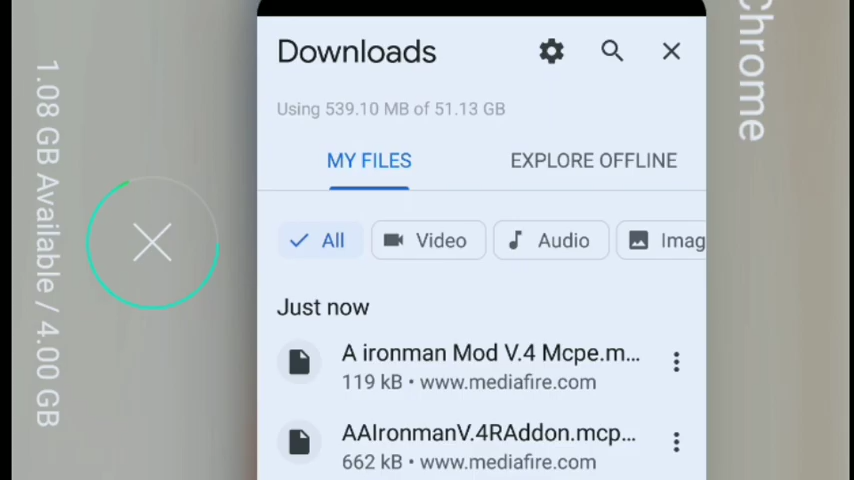 1.08 GB Available / 4.00 GB
Chrome
Downloads
Using 539.10 MB of 51.13 GB
MY FILES
EXPLORE OFFLINE
All
Video
Audio
Imag
Just now
A ironman Mod V.4 Mcpe.m...
119 kB • www.mediafire.com
AAIronmanV.4RAddon.mcp...
662 kB • www.mediafire.com